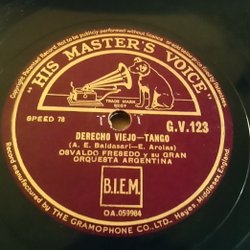 "HIS MASTER'S VOICE"
TRADE MARK
SPEED 78
G.V.123
DERECHO VIEJO—TANGO
(A. E. Baldasari—E. Arolas)
OSVALDO FRESEDO y su GRAN
ORQUESTA ARGENTINA
B.I.E.M.
OA.059984
Record manufactured by THE GRAMOPHONE CO. LTD., Hayes, Middlesex, England